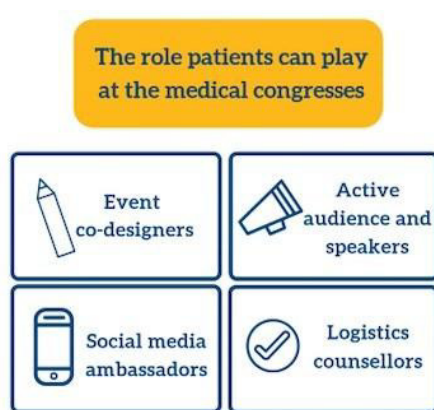 The role patients can play
at the medical congresses
Event
co-designers
Active
audience and
speakers
Social media
ambassadors
Logistics
counsellors